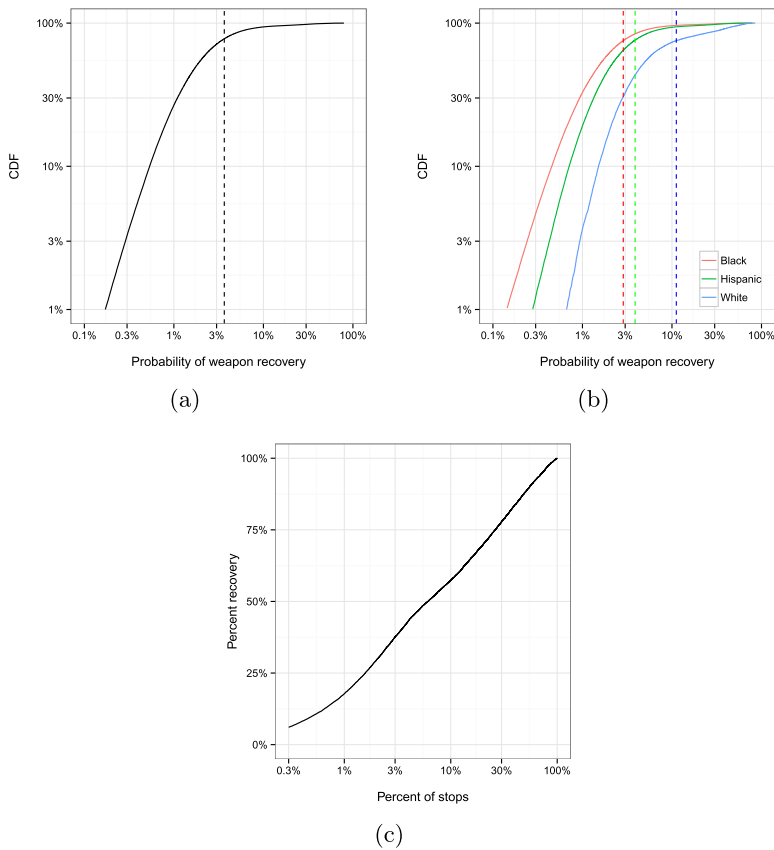 100%
30%
10%
3%
1%
CDF
0.1% 0.3% 1% 3% 10% 30% 100%
Probability of weapon recovery
(a)
100%
30%
10%
3%
1%
CDF
Black
Hispanic
White
0.1% 0.3% 1% 3% 10% 30% 100%
Probability of weapon recovery
(b)
100%
75%
50%
25%
0%
Percent recovery
0.3% 1% 3% 10% 30% 100%
Percent of stops
(c)